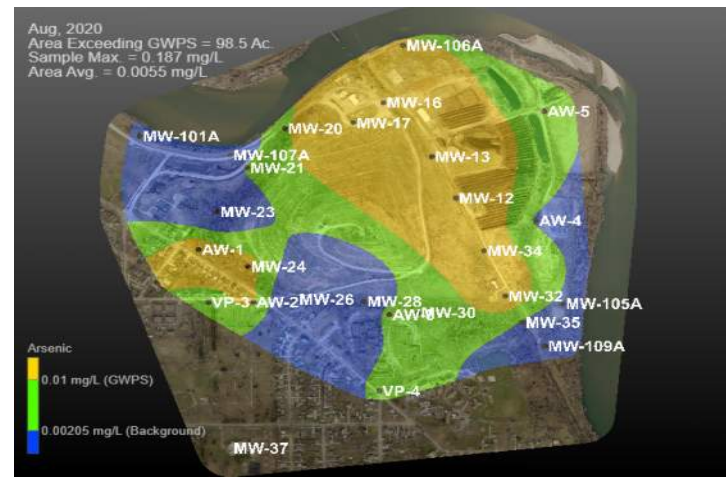 Aug, 2020
Area Exceeding GWPS = 98.5 Ac.
Sample Max. = 0.187 mg/L
Area Avg. = 0.0055 mg/L
MW-106A
MW-16
AW-5
MW-17
MW-20
MW-101A
MW-107A
MW-13
MW-21
MW-12
MW-23
AW-4
AW-1
MW-34
MW-24
MW-32
VP-3
AW-2
MW-26
MW-28
MW-105A
MW-30
MW-35
MW-109A
Arsenic
0.01 mg/L (GWPS)
VP-4
0.00205 mg/L (Background)
MW-37